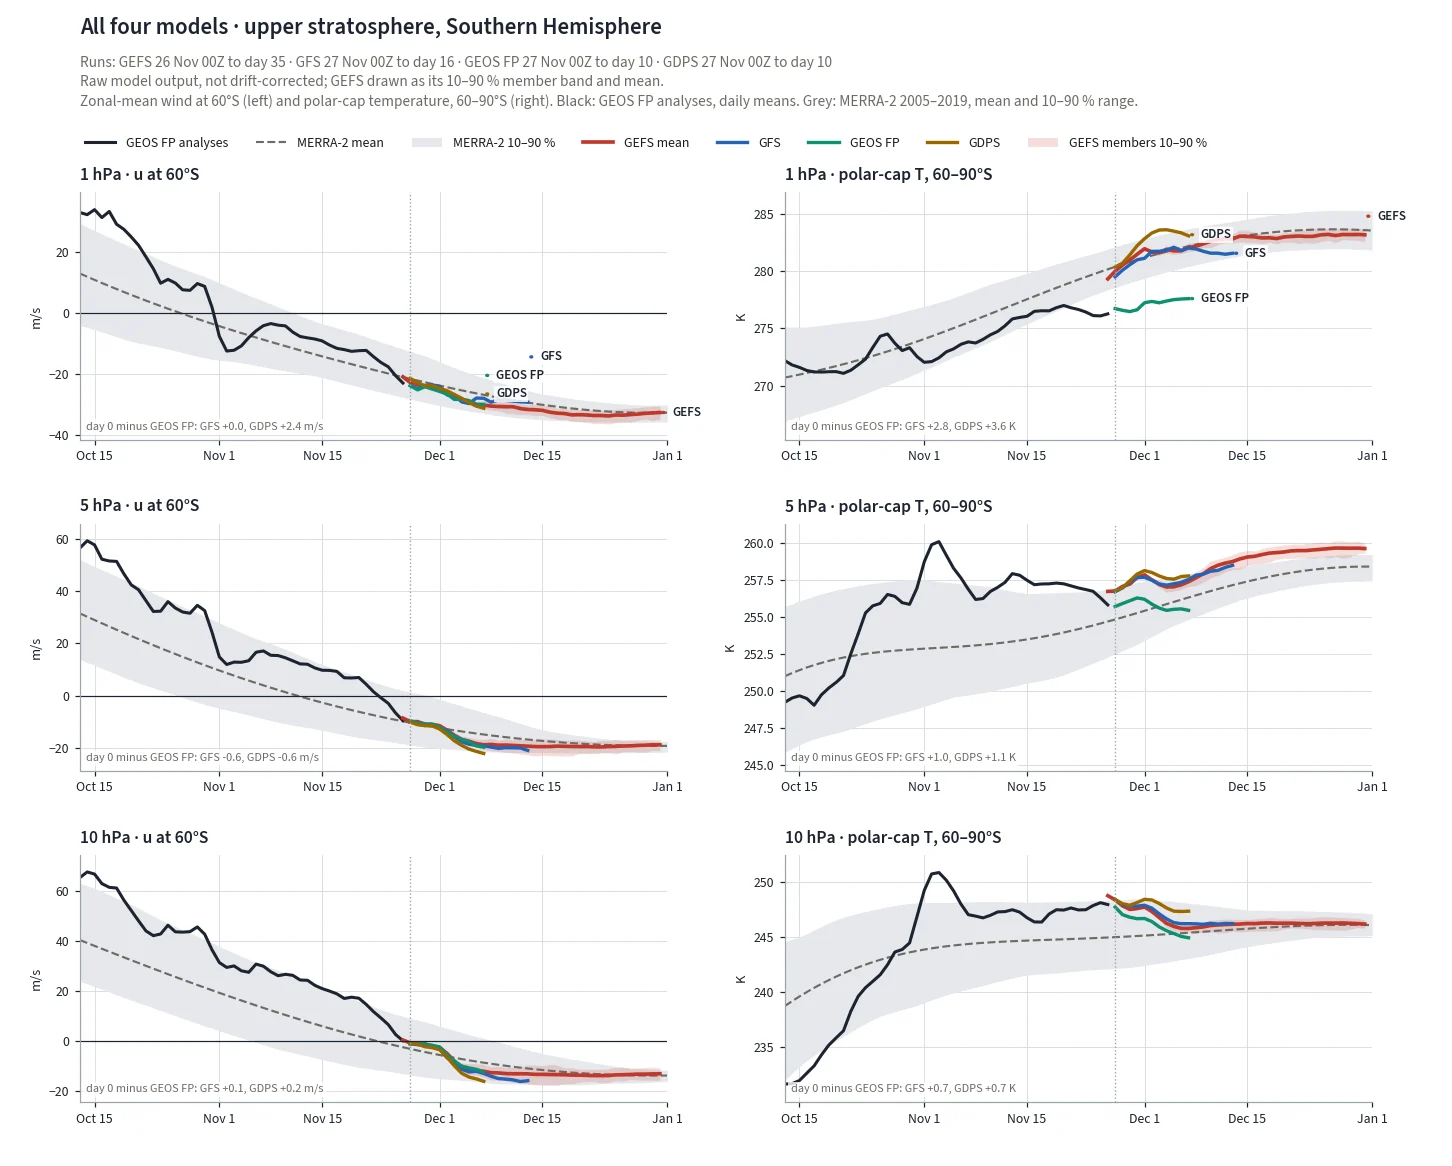 All four models · upper stratosphere, Southern Hemisphere
Runs: GEFS 26 Nov 00Z to day 35 · GFS 27 Nov 00Z to day 16 · GEOS FP 27 Nov 00Z to day 10 · GDPS 27 Nov 00Z to day 10
Raw model output, not drift-corrected; GEFS drawn as its 10–90 % member band and mean.
Zonal-mean wind at 60°S (left) and polar-cap temperature, 60–90°S (right). Black: GEOS FP analyses, daily means. Grey: MERRA-2 2005–2019, mean and 10–90 % range.
GEOS FP analyses MERRA-2 mean MERRA-2 10–90 % GEFS mean GFS GEOS FP GDPS GEFS members 10–90 %
1 hPa · u at 60°S
20
0
−20
−40
m/s
GFS
GEOS FP
GDPS
GEFS
day 0 minus GEOS FP: GFS +0.0, GDPS +2.4 m/s
Oct 15 Nov 1 Nov 15 Dec 1 Dec 15 Jan 1
1 hPa · polar-cap T, 60–90°S
285
280
275
270
K
GEFS
GDPS
GFS
GEOS FP
day 0 minus GEOS FP: GFS +2.8, GDPS +3.6 K
Oct 15 Nov 1 Nov 15 Dec 1 Dec 15 Jan 1
5 hPa · u at 60°S
60
40
20
0
−20
m/s
day 0 minus GEOS FP: GFS -0.6, GDPS -0.6 m/s
Oct 15 Nov 1 Nov 15 Dec 1 Dec 15 Jan 1
5 hPa · polar-cap T, 60–90°S
260.0
257.5
255.0
252.5
250.0
247.5
245.0
K
day 0 minus GEOS FP: GFS +1.0, GDPS +1.1 K
Oct 15 Nov 1 Nov 15 Dec 1 Dec 15 Jan 1
10 hPa · u at 60°S
60
40
20
0
−20
m/s
day 0 minus GEOS FP: GFS +0.1, GDPS +0.2 m/s
Oct 15 Nov 1 Nov 15 Dec 1 Dec 15 Jan 1
10 hPa · polar-cap T, 60–90°S
250
245
240
235
K
day 0 minus GEOS FP: GFS +0.7, GDPS +0.7 K
Oct 15 Nov 1 Nov 15 Dec 1 Dec 15 Jan 1